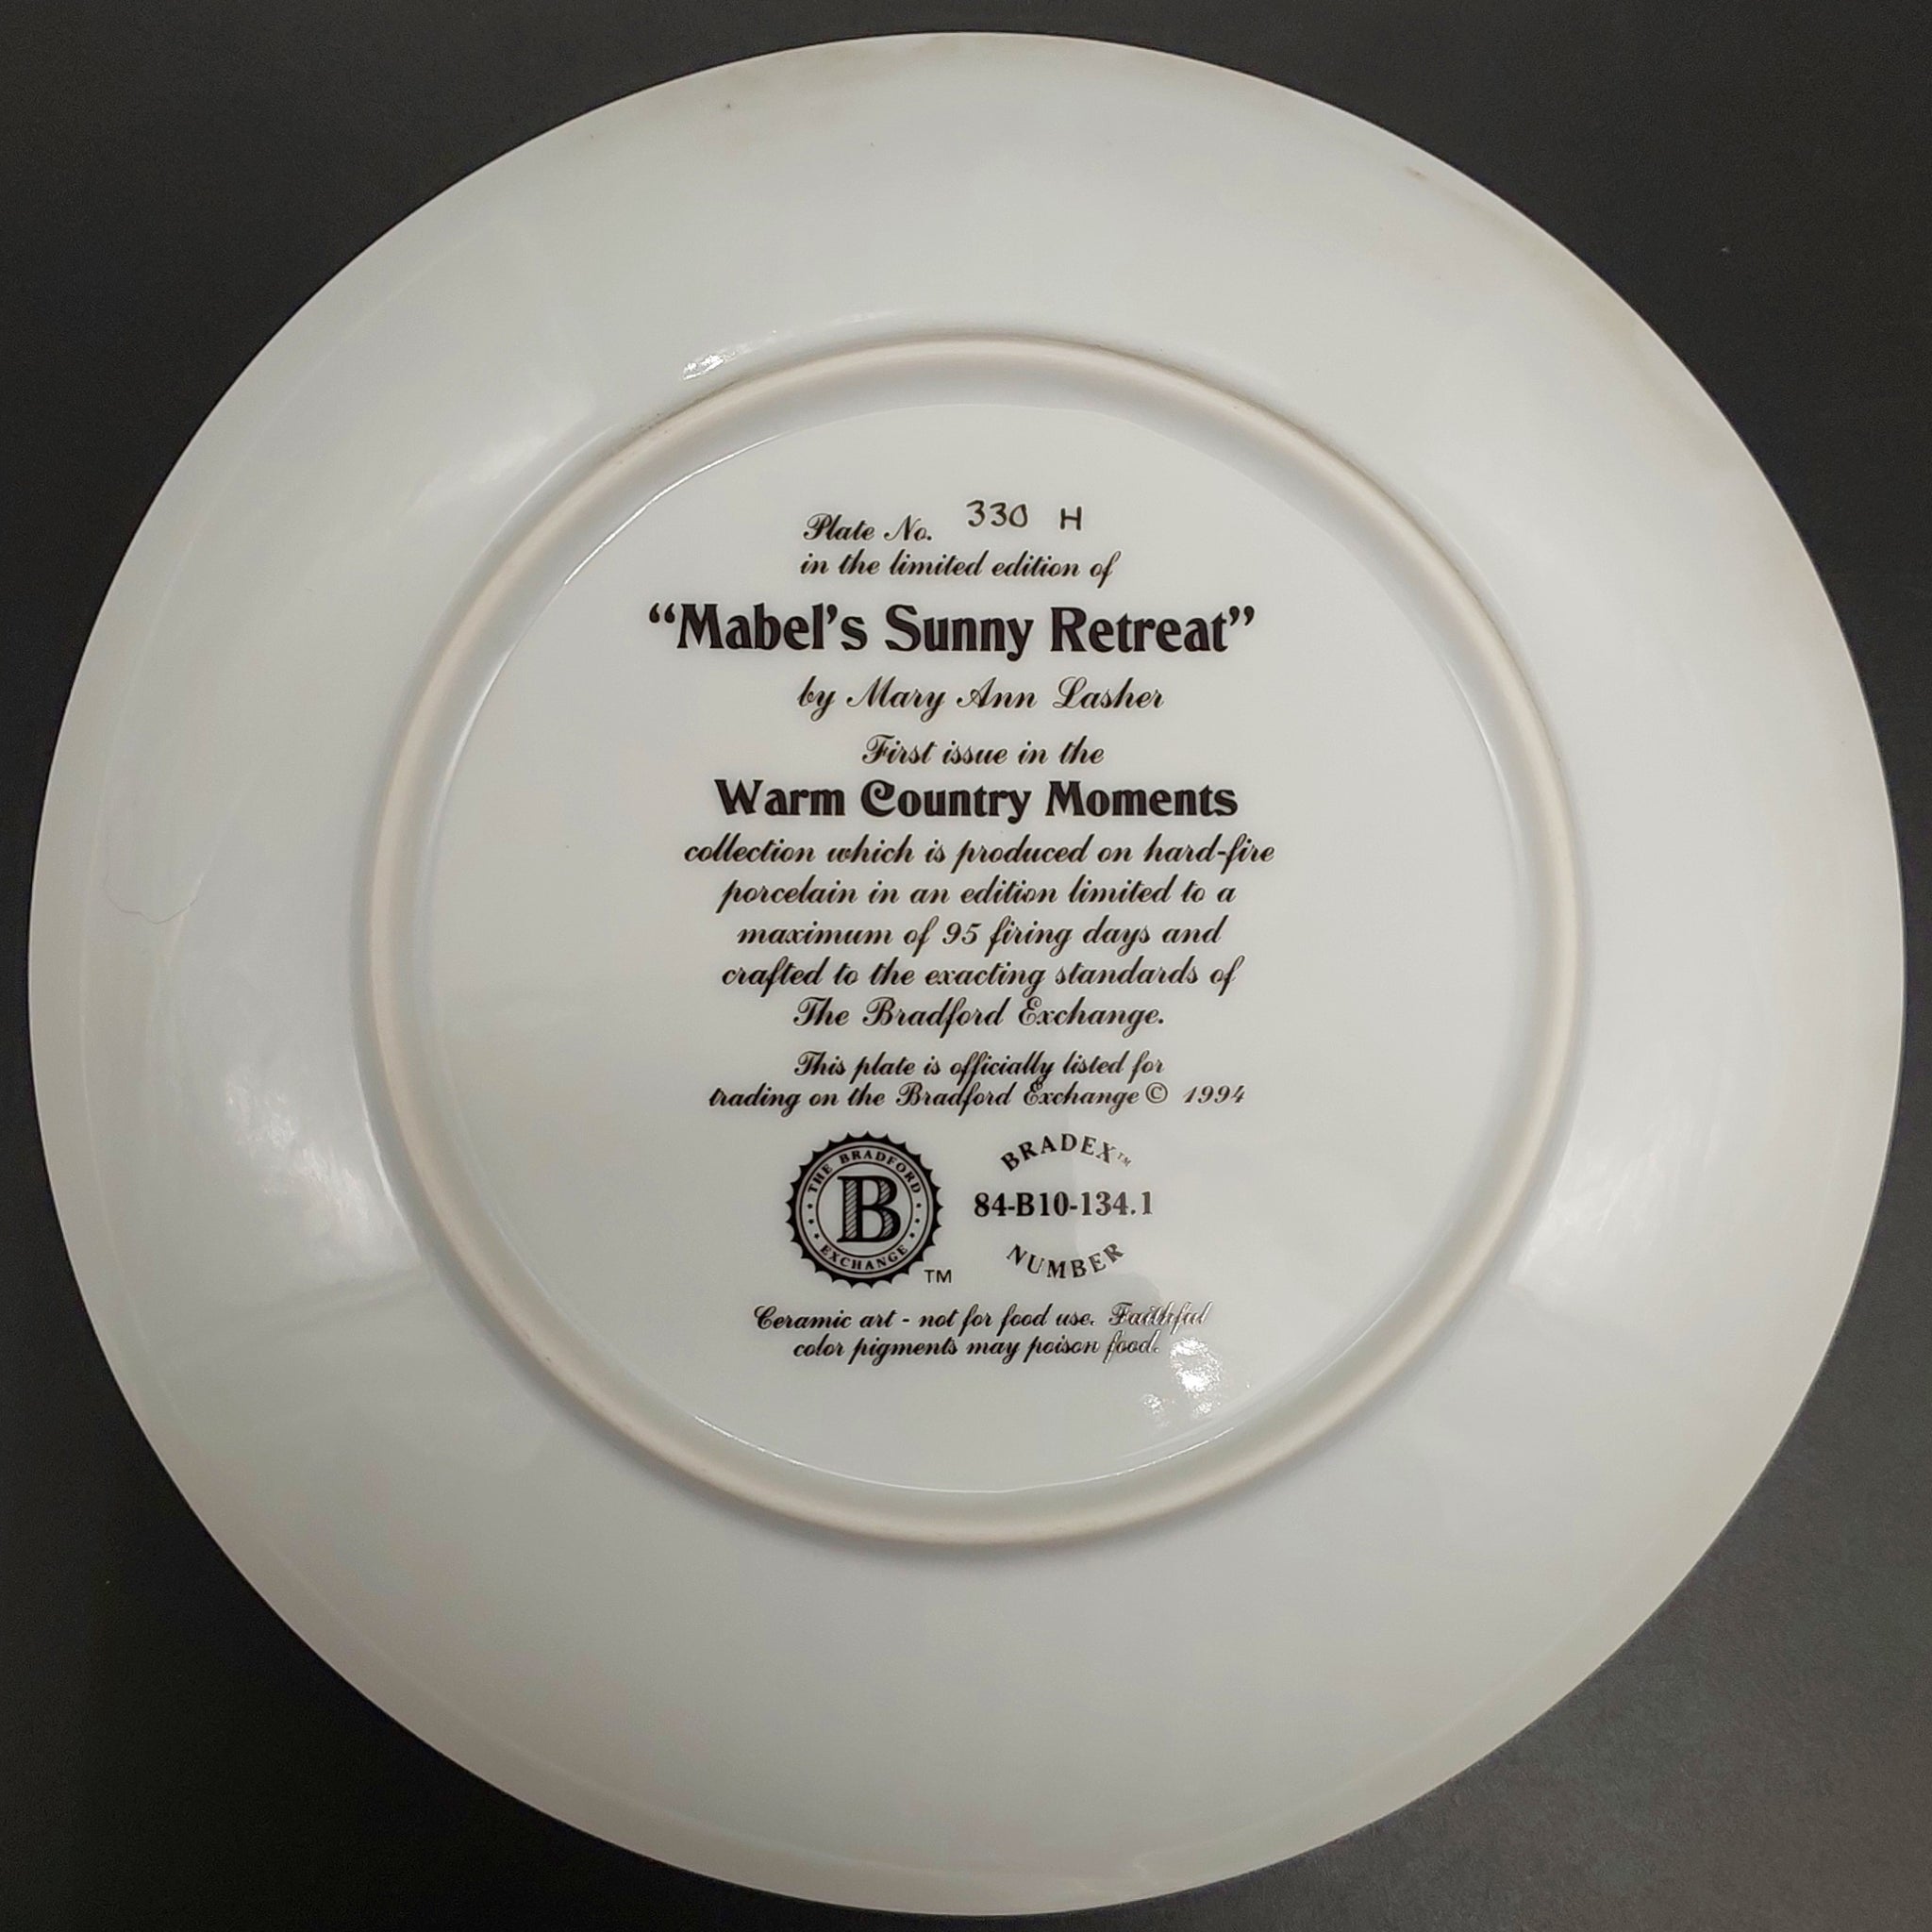 Plate No. 330 H
in the limited edition of
“Mabel’s Sunny Retreat”
by Mary Ann Lasher
First issue in the
Warm Country Moments
collection which is produced on hard-fire
porcelain in an edition limited to a
maximum of 95 firing days and
crafted to the exacting standards of
The Bradford Exchange.
This plate is officially listed for
trading on the Bradford Exchange © 1994
THE BRADFORD
B
EXCHANGE
TM
BRADEX™
84-B10-134.1
NUMBER
Ceramic art - not for food use. Faithful
color pigments may poison food.